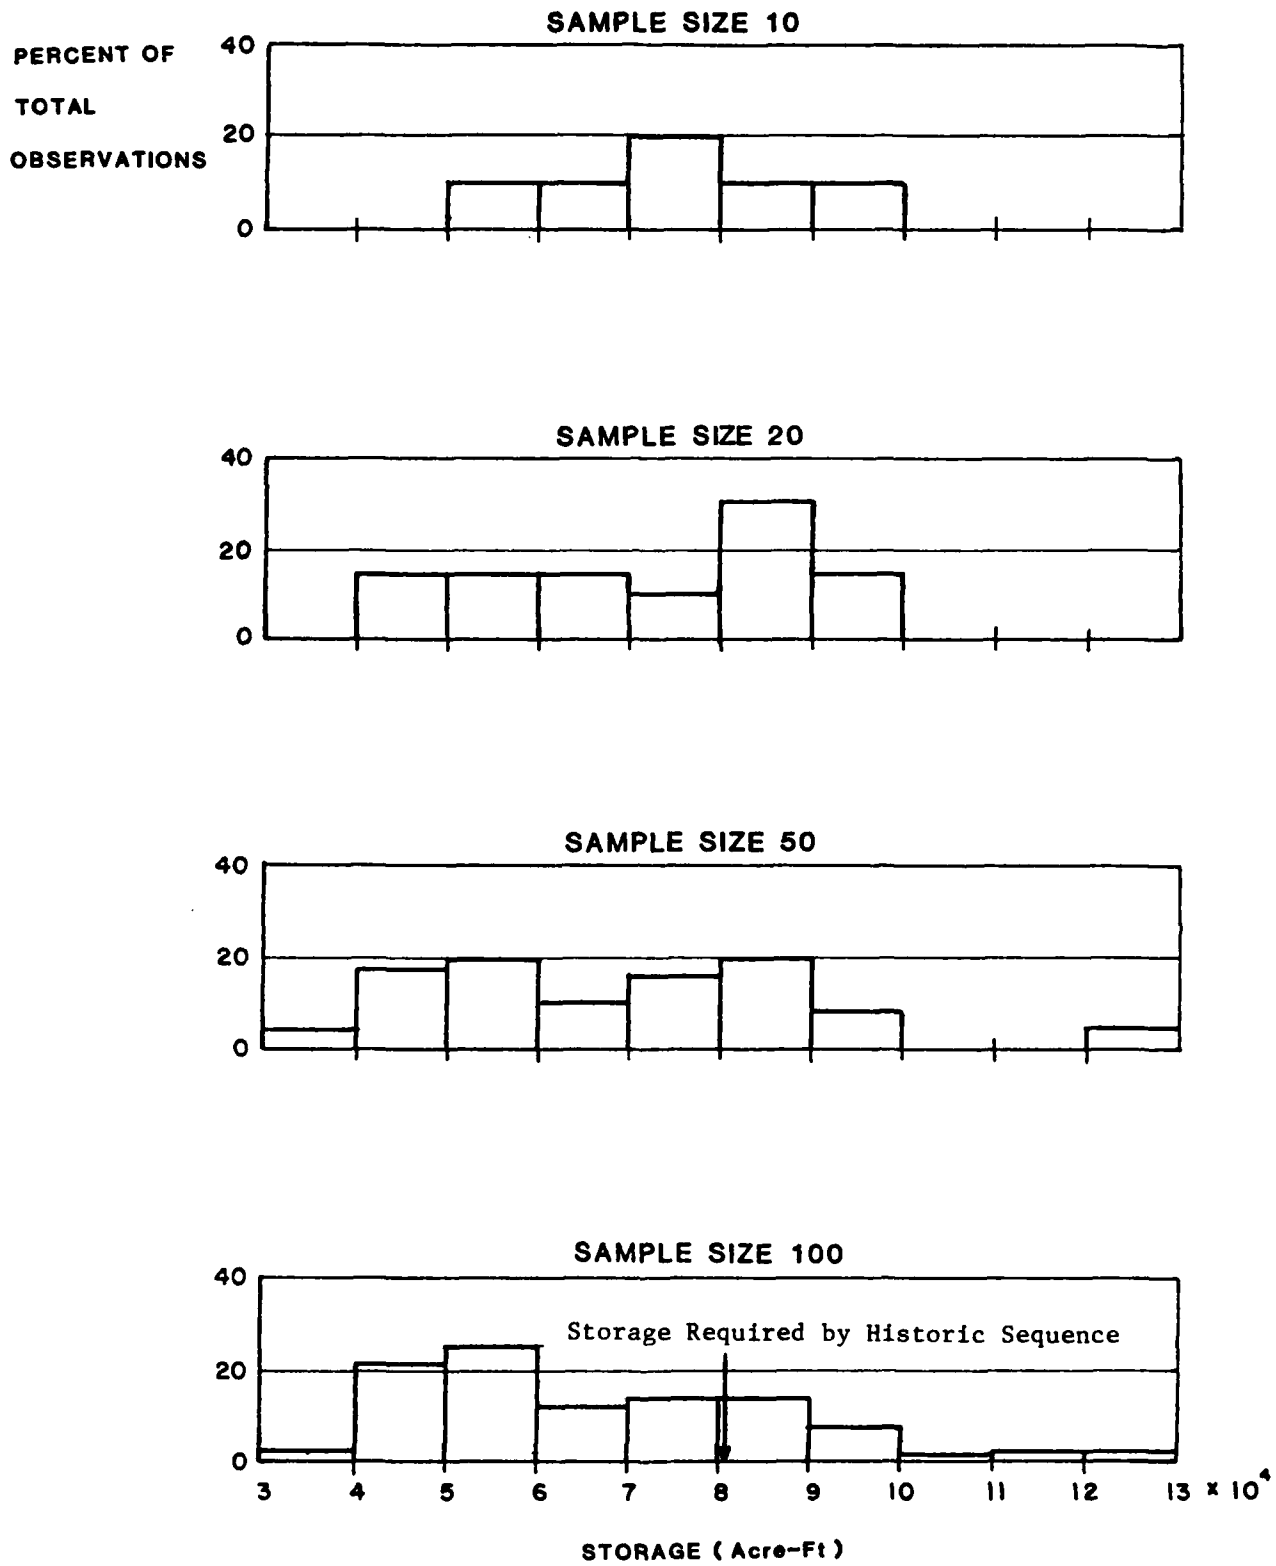 SAMPLE SIZE 10
PERCENT OF
TOTAL
OBSERVATIONS
40
20
0
SAMPLE SIZE 20
40
20
0
SAMPLE SIZE 50
40
20
0
SAMPLE SIZE 100
40
20
0
Storage Required by Historic Sequence
3 4 5 6 7 8 9 10 11 12 13 x 10^4
STORAGE (Acre-Ft)